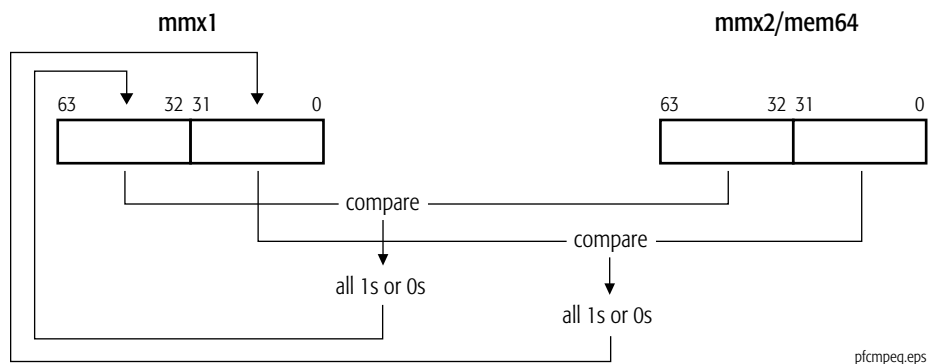 mmx1 mmx2/mem64
63 32 31 0 63 32 31 0
compare
compare
all 1s or 0s
all 1s or 0s
pfcmpeq.eps